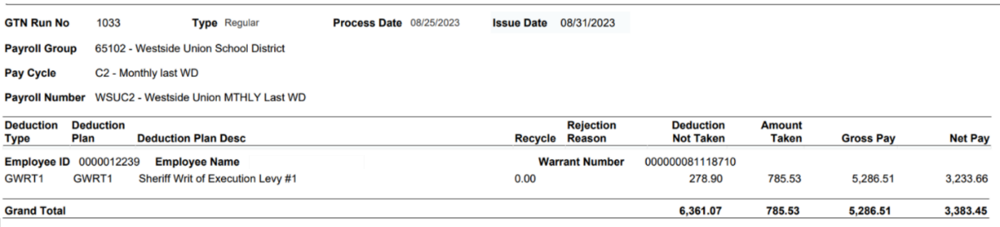 GTN Run No 1033 Type Regular Process Date 08/25/2023 Issue Date 08/31/2023
Payroll Group 65102 - Westside Union School District
Pay Cycle C2 - Monthly last WD
Payroll Number WSUC2 - Westside Union MTHLY Last WD
Deduction Deduction Rejection Deduction Amount
Type Plan Deduction Plan Desc Recycle Reason Not Taken Taken Gross Pay Net Pay
Employee ID 0000012239 Employee Name Warrant Number 000000081118710
GWRT1 GWRT1 Sheriff Writ of Execution Levy #1 0.00 278.90 785.53 5,286.51 3,233.66
Grand Total 6,361.07 785.53 5,286.51 3,383.45